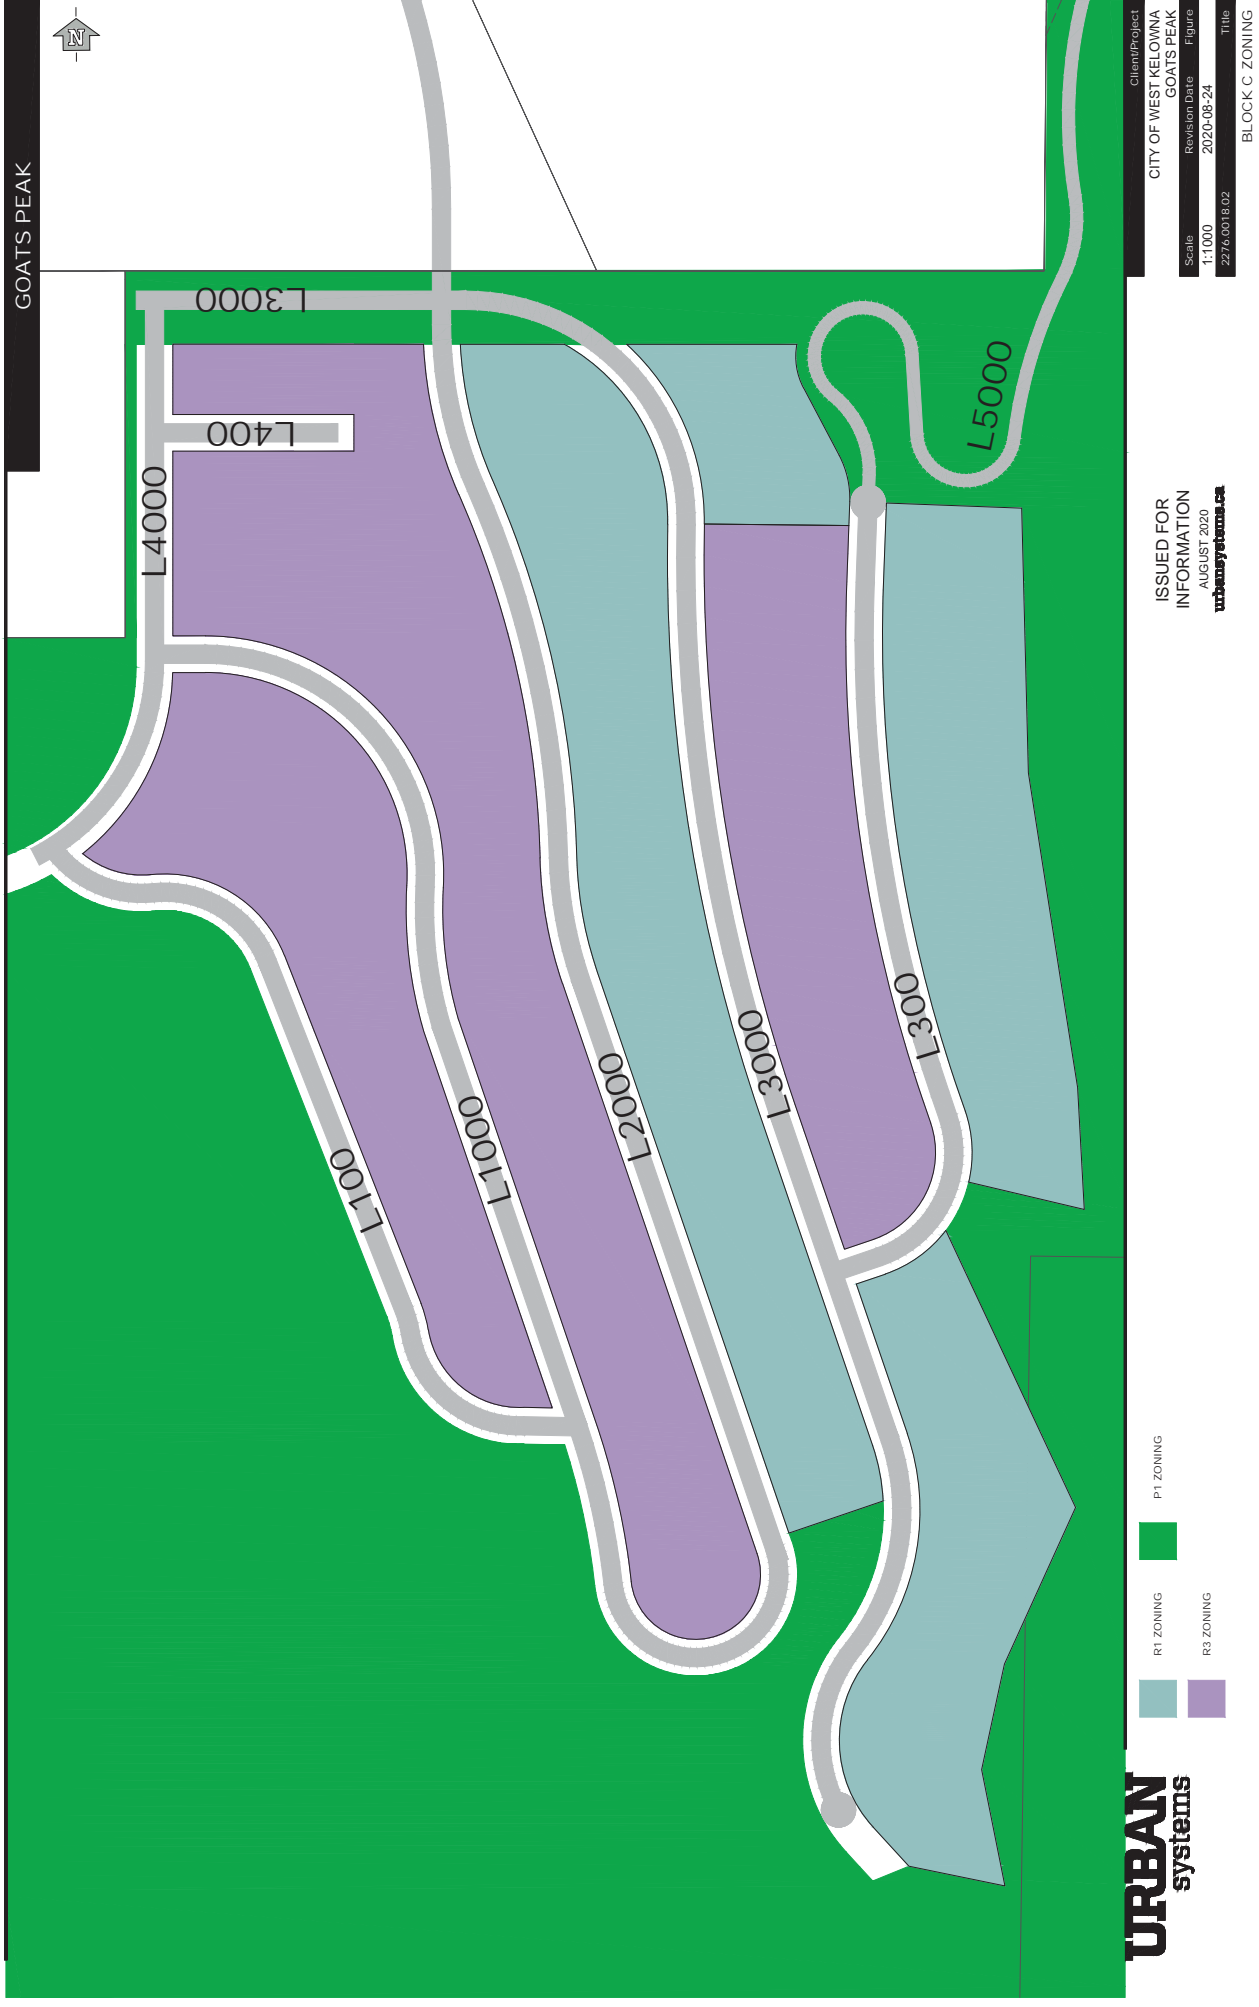 GOATS PEAK
N
L3000
L400
L4000
L5000
L300
L3000
L2000
L1000
L100
Client/Project
CITY OF WEST KELOWNA
GOATS PEAK
Scale Revision Date Figure
1:1000 2020-08-24
2276.0018.02 Title
BLOCK C ZONING
ISSUED FOR
INFORMATION
AUGUST 2020
urbansystems.ca
P1 ZONING
R1 ZONING
R3 ZONING
URBAN
systems